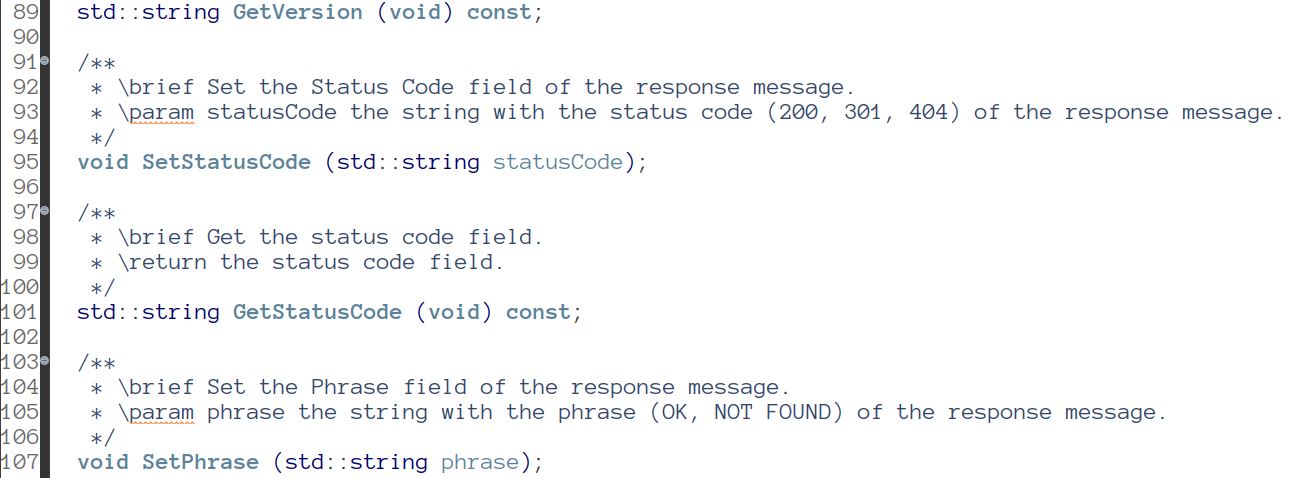 89 std::string GetVersion (void) const;
90
91 /**
92 * \brief Set the Status Code field of the response message.
93 * \param statusCode the string with the status code (200, 301, 404) of the response message.
94 */
95 void SetStatusCode (std::string statusCode);
96
97 /**
98 * \brief Get the status code field.
99 * \return the status code field.
100 */
101 std::string GetStatusCode (void) const;
102
103 /**
104 * \brief Set the Phrase field of the response message.
105 * \param phrase the string with the phrase (OK, NOT FOUND) of the response message.
106 */
107 void SetPhrase (std::string phrase);